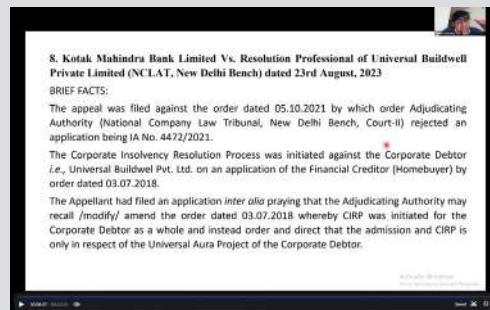 8. Kotak Mahindra Bank Limited Vs. Resolution Professional of Universal Buildwell
Private Limited (NCLAT, New Delhi Bench) dated 23rd August, 2023
BRIEF FACTS:
The appeal was filed against the order dated 05.10.2021 by which order Adjudicating
Authority (National Company Law Tribunal, New Delhi Bench, Court-II) rejected an
application being IA No. 4472/2021.
The Corporate Insolvency Resolution Process was initiated against the Corporate Debtor
i.e., Universal Buildwel Pvt. Ltd. on an application of the Financial Creditor (Homebuyer) by
order dated 03.07.2018.
The Appellant had filed an application inter alia praying that the Adjudicating Authority may
recall /modify/ amend the order dated 03.07.2018 whereby CIRP was initiated for the
Corporate Debtor as a whole and instead order and direct that the admission and CIRP is
only in respect of the Universal Aura Project of the Corporate Debtor.
Speed